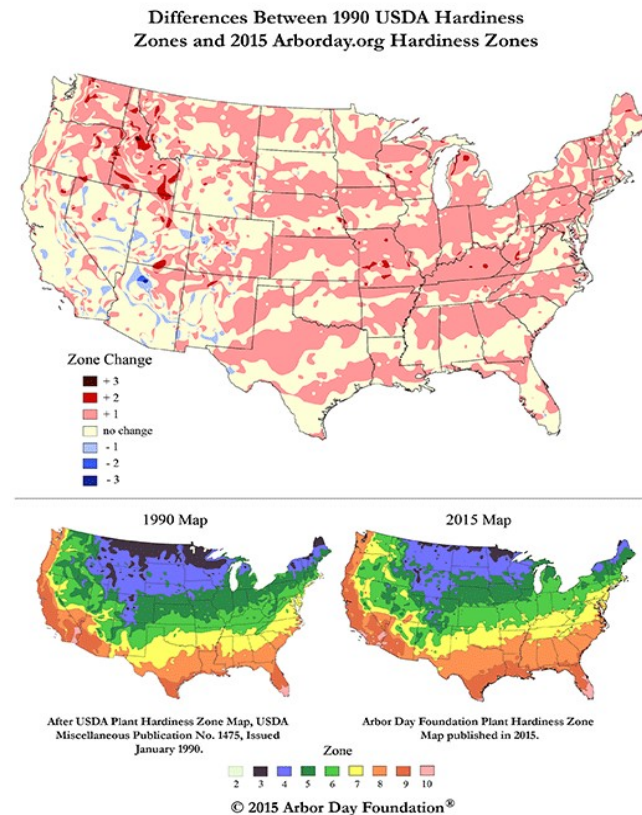 Differences Between 1990 USDA Hardiness
Zones and 2015 Arborday.org Hardiness Zones
Zone Change
+ 3
+ 2
+ 1
no change
- 1
- 2
- 3
1990 Map
2015 Map
After USDA Plant Hardiness Zone Map, USDA
Miscellaneous Publication No. 1475, Issued
January 1990.
Arbor Day Foundation Plant Hardiness Zone
Map published in 2015.
Zone
2 3 4 5 6 7 8 9 10
© 2015 Arbor Day Foundation®